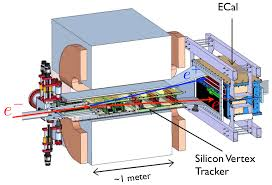 ECal
e⁻
e⁻
~1 meter
Silicon Vertex
Tracker